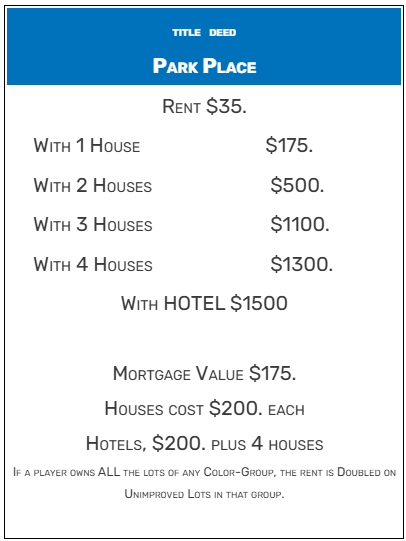 TITLE DEED
PARK PLACE
RENT $35.
WITH 1 HOUSE $175.
WITH 2 HOUSES $500.
WITH 3 HOUSES $1100.
WITH 4 HOUSES $1300.
WITH HOTEL $1500
MORTGAGE VALUE $175.
HOUSES COST $200. EACH
HOTELS, $200. PLUS 4 HOUSES
IF A PLAYER OWNS ALL THE LOTS OF ANY COLOR-GROUP, THE RENT IS DOUBLED ON
UNIMPROVED LOTS IN THAT GROUP.